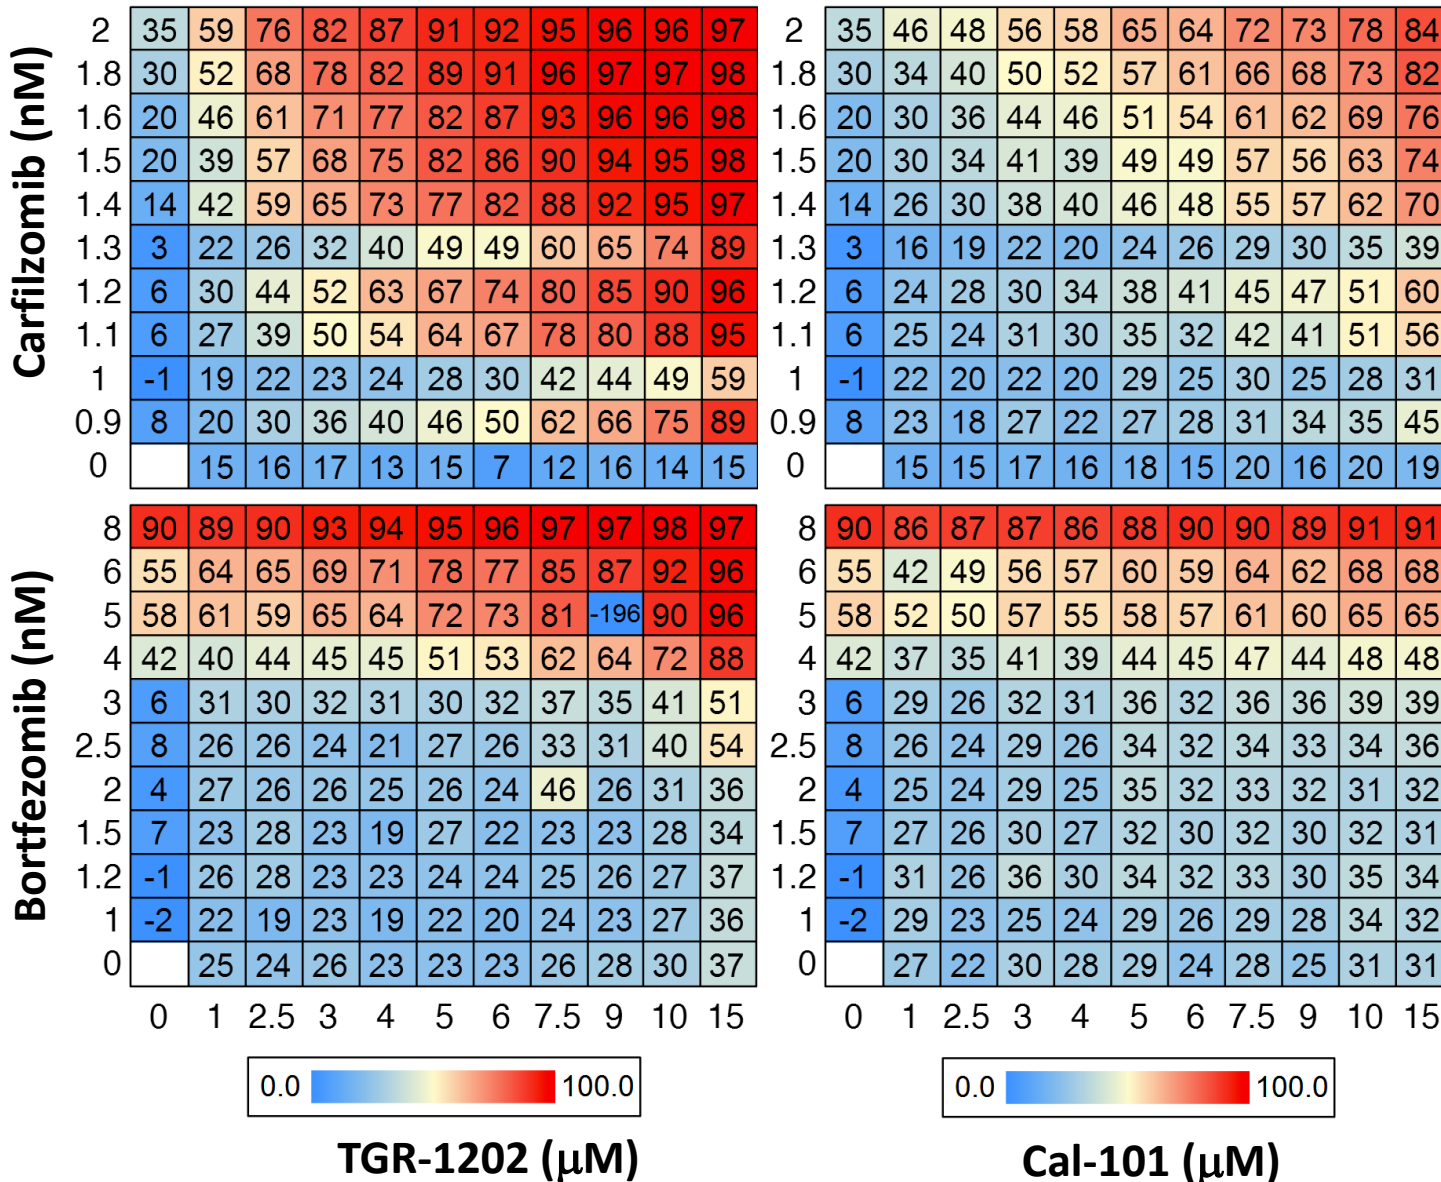 Carfilzomib (nM)
2 35 59 76 82 87 91 92 95 96 96 97
1.8 30 52 68 78 82 89 91 96 97 97 98
1.6 20 46 61 71 77 82 87 93 96 96 98
1.5 20 39 57 68 75 82 86 90 94 95 98
1.4 14 42 59 65 73 77 82 88 92 95 97
1.3 3 22 26 32 40 49 49 60 65 74 89
1.2 6 30 44 52 63 67 74 80 85 90 96
1.1 6 27 39 50 54 64 67 78 80 88 95
1 -1 19 22 23 24 28 30 42 44 49 59
0.9 8 20 30 36 40 46 50 62 66 75 89
0 15 16 17 13 15 7 12 16 14 15
2 35 46 48 56 58 65 64 72 73 78 84
1.8 30 34 40 50 52 57 61 66 68 73 82
1.6 20 30 36 44 46 51 54 61 62 69 76
1.5 20 30 34 41 39 49 49 57 56 63 74
1.4 14 26 30 38 40 46 48 55 57 62 70
1.3 3 16 19 22 20 24 26 29 30 35 39
1.2 6 24 28 30 34 38 41 45 47 51 60
1.1 6 25 24 31 30 35 32 42 41 51 56
1 -1 22 20 22 20 29 25 30 25 28 31
0.9 8 23 18 27 22 27 28 31 34 35 45
0 15 15 17 16 18 15 20 16 20 19
Bortfezomib (nM)
8 90 89 90 93 94 95 96 97 97 98 97
6 55 64 65 69 71 78 77 85 87 92 96
5 58 61 59 65 64 72 73 81 -196 90 96
4 42 40 44 45 45 51 53 62 64 72 88
3 6 31 30 32 31 30 32 37 35 41 51
2.5 8 26 26 24 21 27 26 33 31 40 54
2 4 27 26 26 25 26 24 46 26 31 36
1.5 7 23 28 23 19 27 22 23 23 28 34
1.2 -1 26 28 23 23 24 24 25 26 27 37
1 -2 22 19 23 19 22 20 24 23 27 36
0 25 24 26 23 23 23 26 28 30 37
0 1 2.5 3 4 5 6 7.5 9 10 15
8 90 86 87 87 86 88 90 90 89 91 91
6 55 42 49 56 57 60 59 64 62 68 68
5 58 52 50 57 55 58 57 61 60 65 65
4 42 37 35 41 39 44 45 47 44 48 48
3 6 29 26 32 31 36 32 36 36 39 39
2.5 8 26 24 29 26 34 32 34 33 34 36
2 4 25 24 29 25 35 32 33 32 31 32
1.5 7 27 26 30 27 32 30 32 30 32 31
1.2 -1 31 26 36 30 34 32 33 30 35 34
1 -2 29 23 25 24 29 26 29 28 34 32
0 27 22 30 28 29 24 28 25 31 31
0 1 2.5 3 4 5 6 7.5 9 10 15
0.0 100.0
0.0 100.0
TGR-1202 (μM)
Cal-101 (μM)